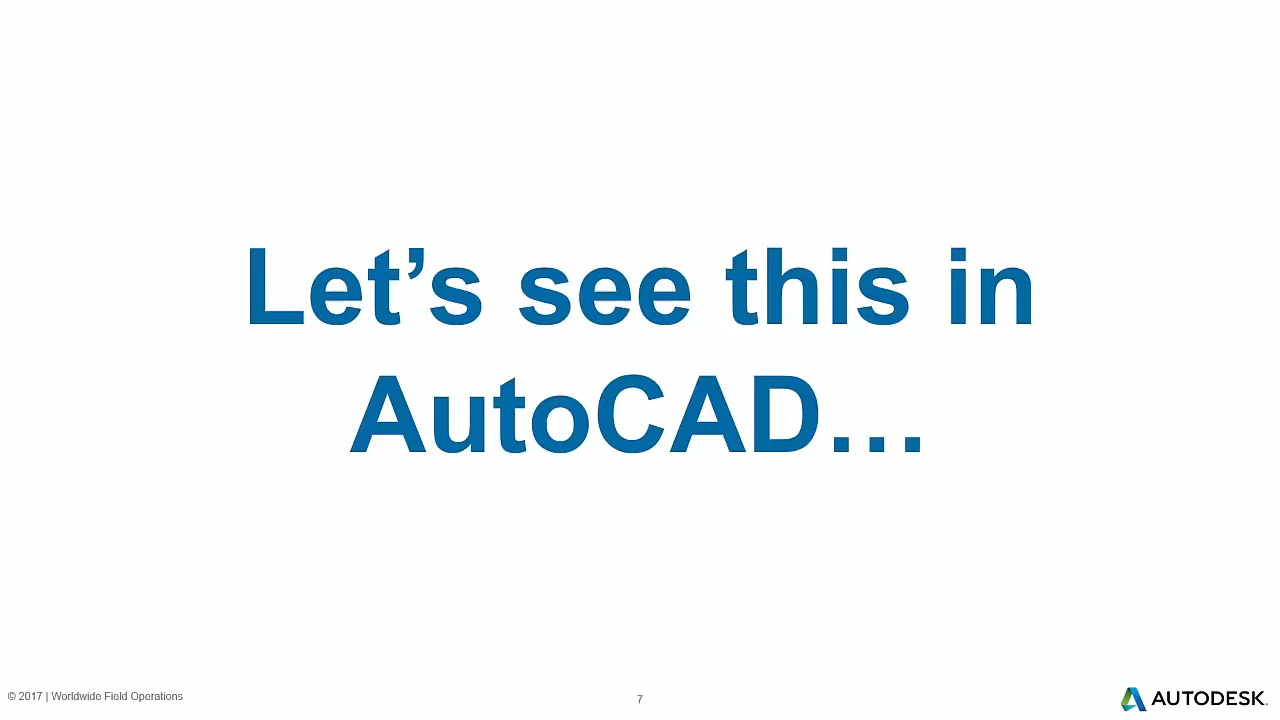 Let’s see this in
AutoCAD…
© 2017 | Worldwide Field Operations
7
AUTODESK.